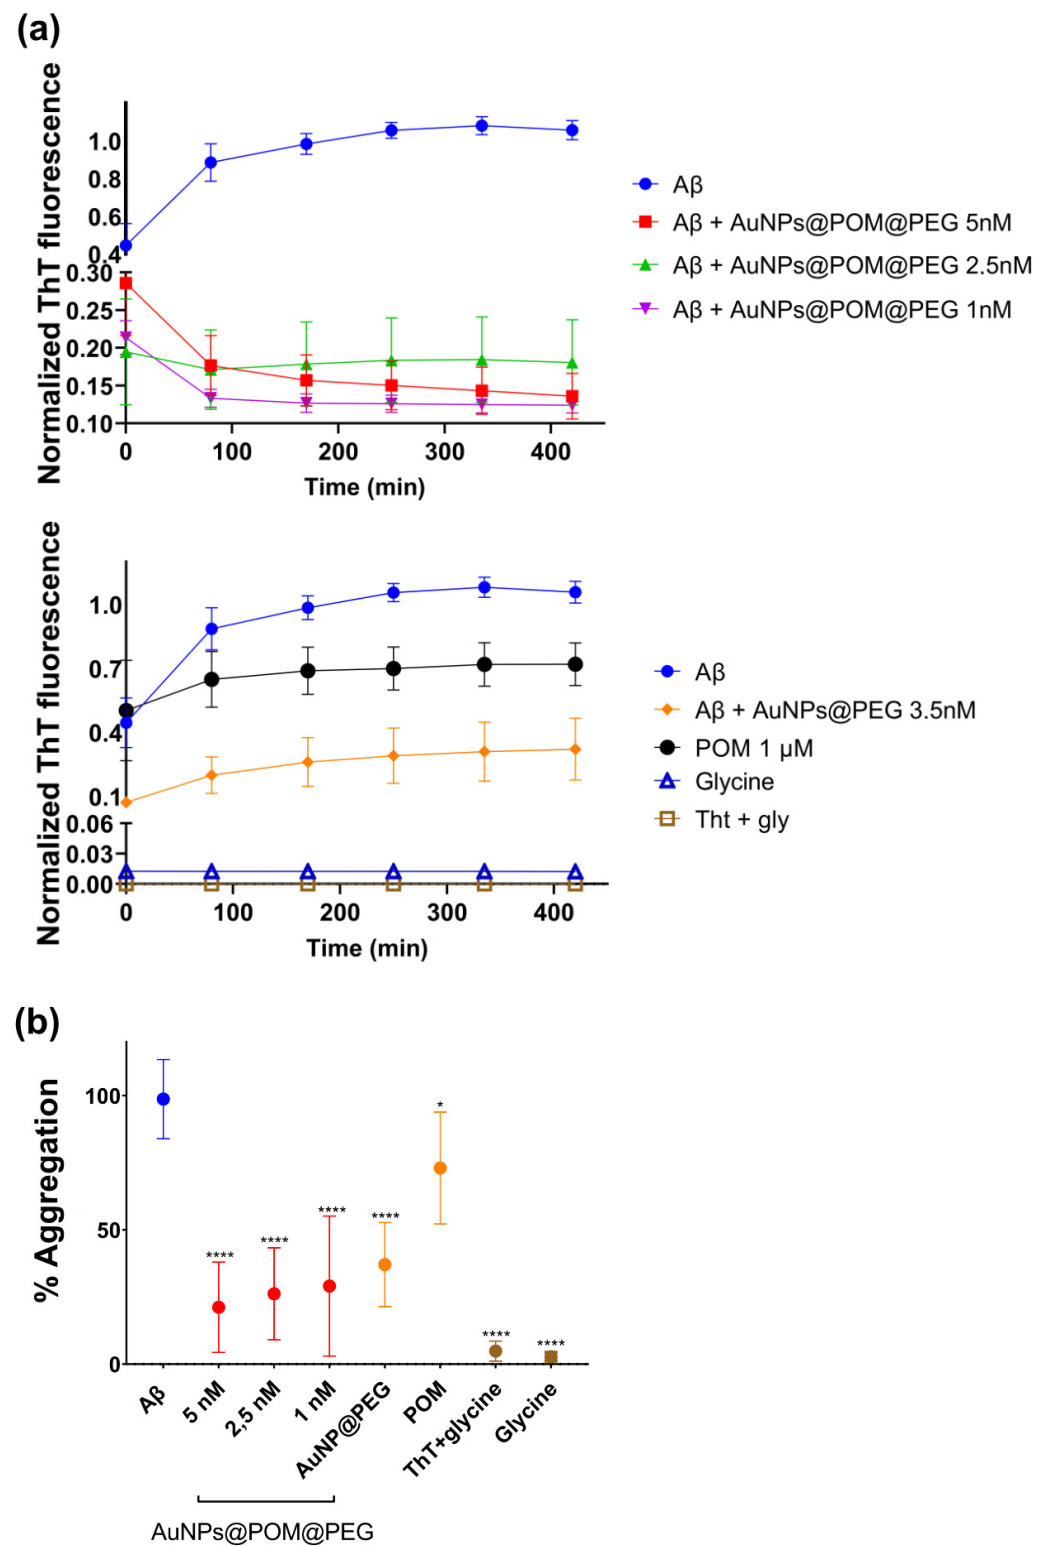 (a)
Normalized ThT fluorescence
1.0
0.8
0.6
0.4
0.30
0.25
0.20
0.15
0.10
0 100 200 300 400
Time (min)
Aβ
Aβ + AuNPs@POM@PEG 5nM
Aβ + AuNPs@POM@PEG 2.5nM
Aβ + AuNPs@POM@PEG 1nM
Normalized ThT fluorescence
1.0
0.7
0.4
0.1
0.06
0.03
0.00
0 100 200 300 400
Time (min)
Aβ
Aβ + AuNPs@PEG 3.5nM
POM 1 µM
Glycine
Tht + gly
(b)
% Aggregation
100
50
0
****
****
****
****
*
****
****
Aβ
5 nM
2,5 nM
1 nM
AuNP@PEG
POM
ThT+glycine
Glycine
AuNPs@POM@PEG